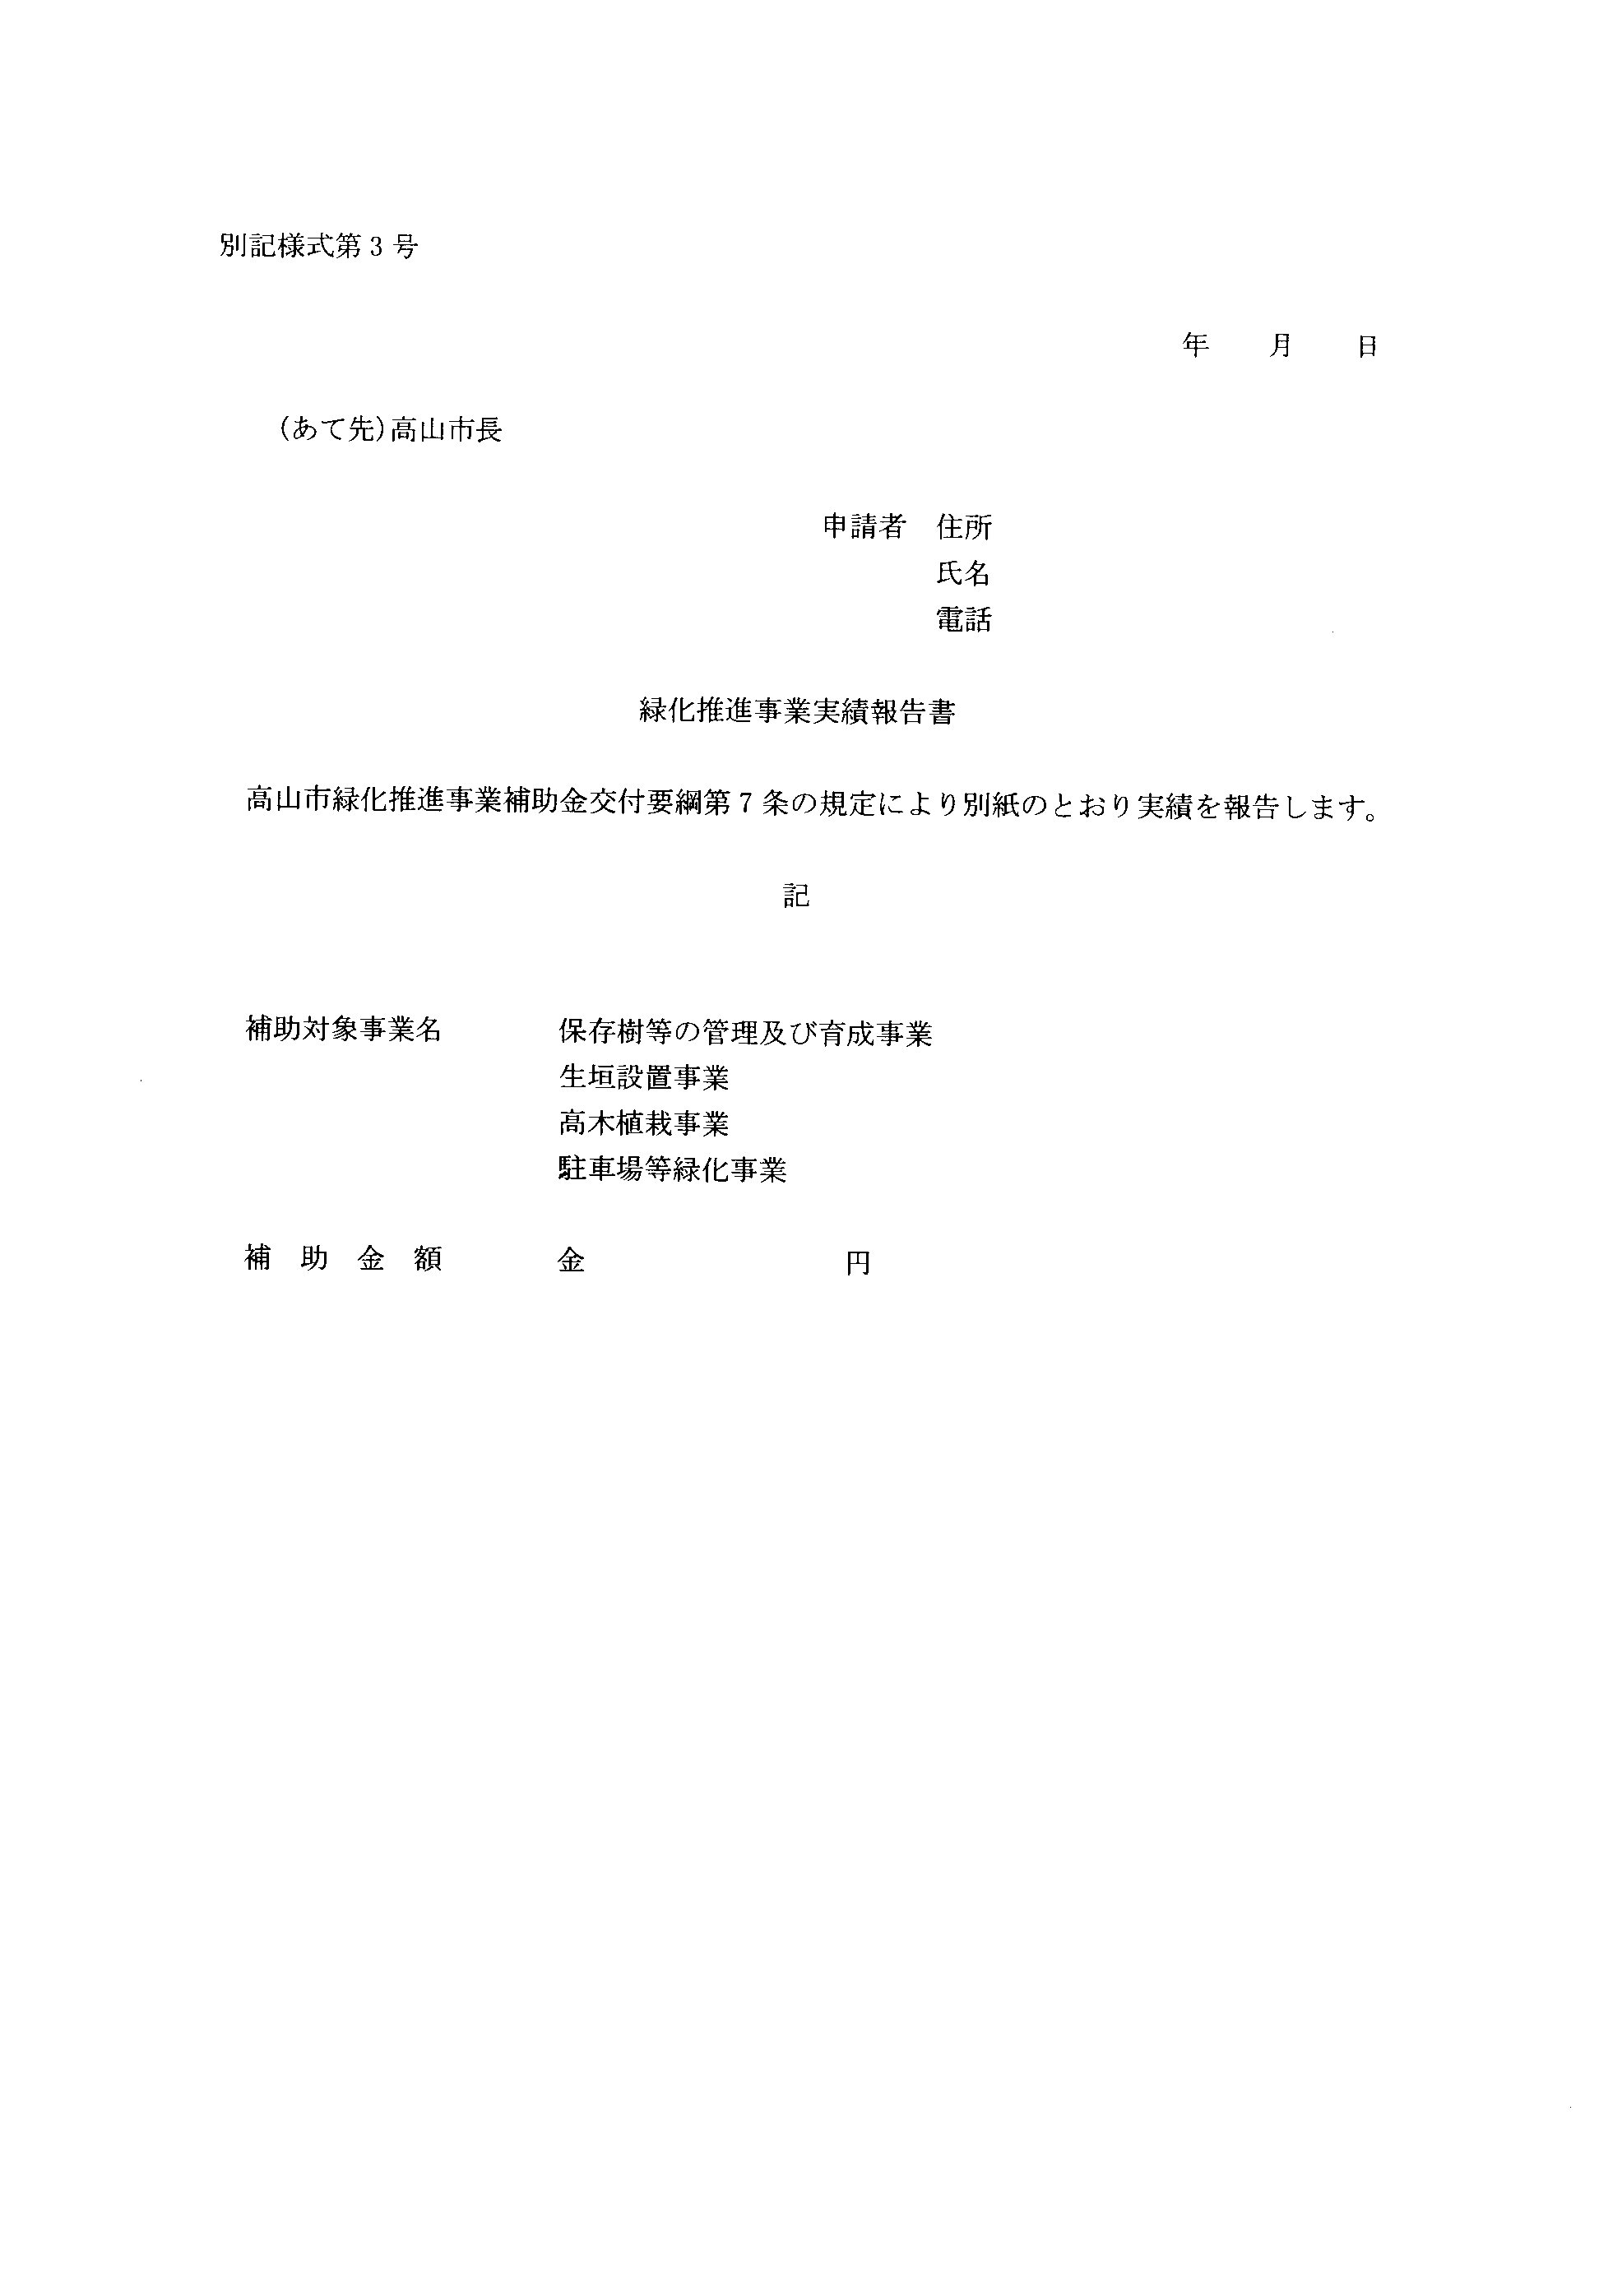 別記様式第3号
年　月　日
(あて先)高山市長
申請者　住所
氏名
電話
緑化推進事業実績報告書
高山市緑化推進事業補助金交付要綱第7条の規定により別紙のとおり実績を報告します。
記
補助対象事業名　保存樹等の管理及び育成事業
生垣設置事業
高木植栽事業
駐車場等緑化事業
補　助　金　額　金　円